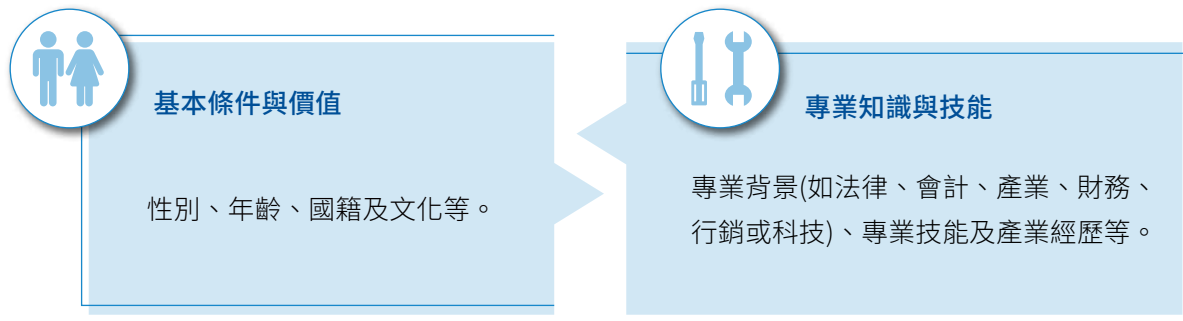 基本條件與價值
性別、年齡、國籍及文化等。
專業知識與技能
專業背景(如法律、會計、產業、財務、
行銷或科技)、專業技能及產業經歷等。